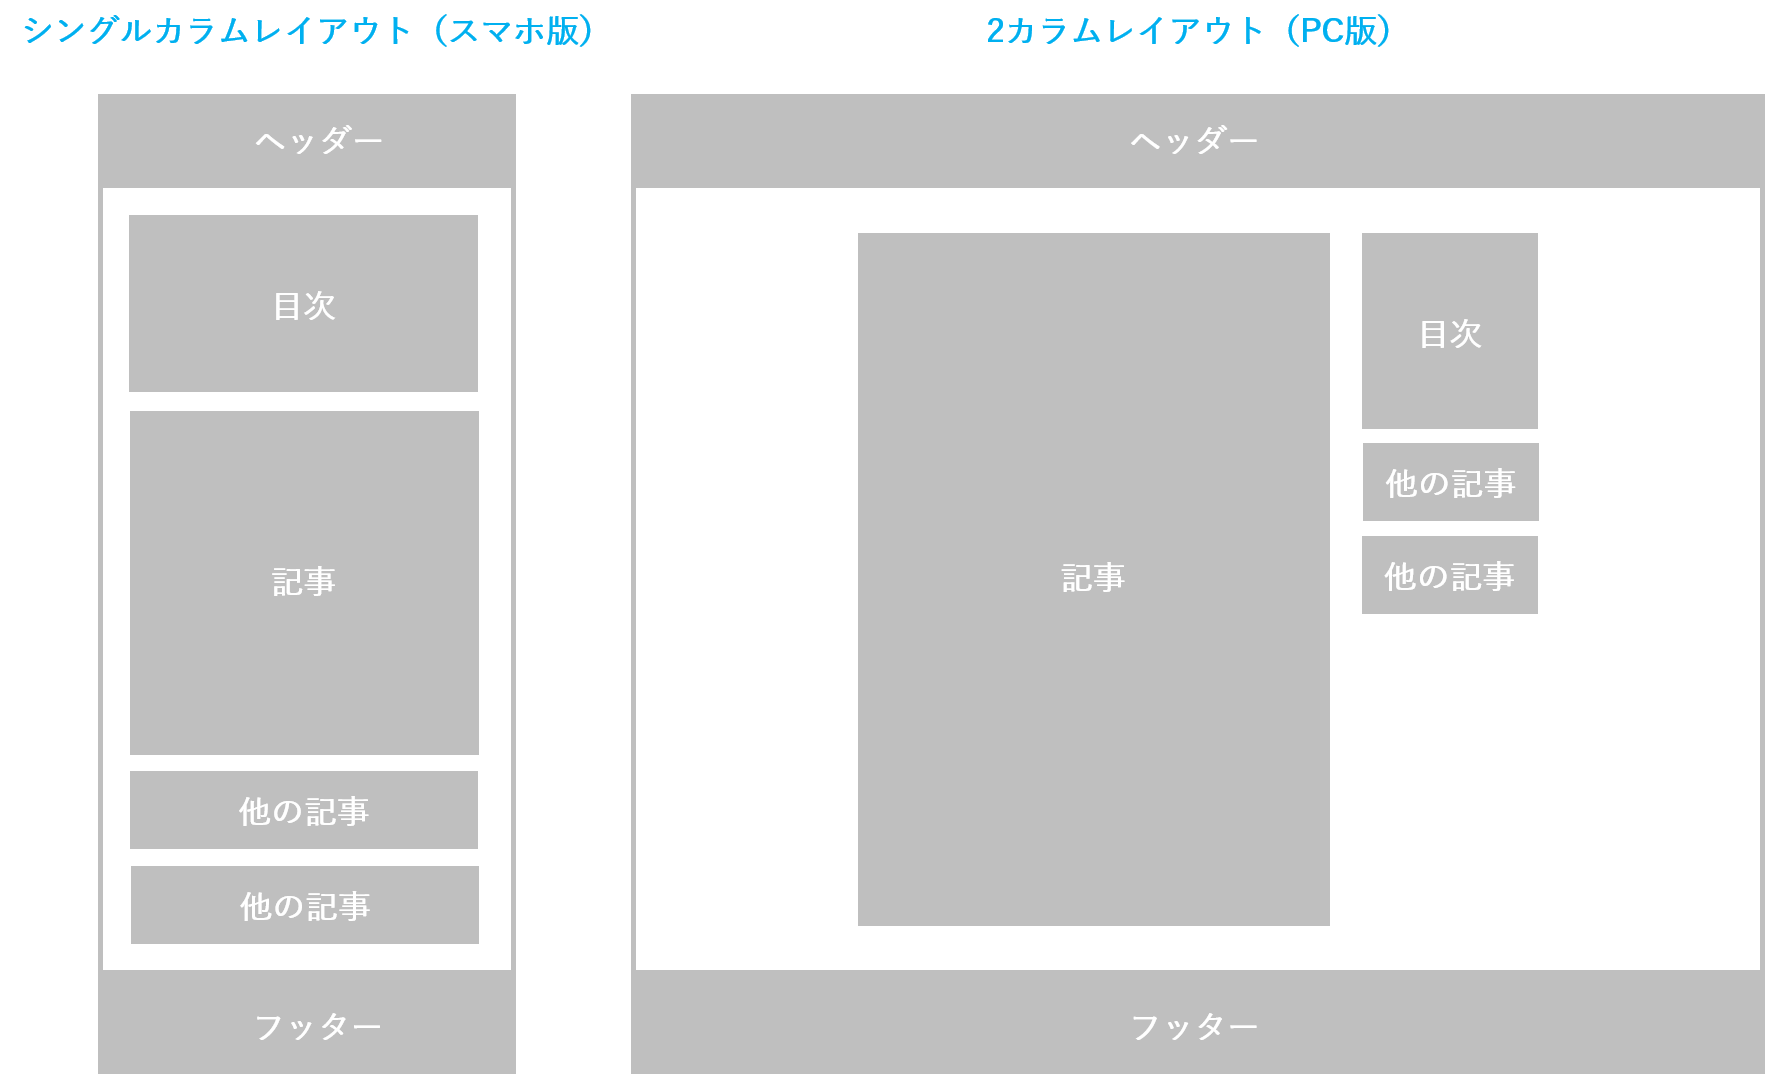 シングルカラムレイアウト（スマホ版）
ヘッダー
目次
記事
他の記事
他の記事
フッター
2カラムレイアウト（PC版）
ヘッダー
記事
目次
他の記事
他の記事
フッター